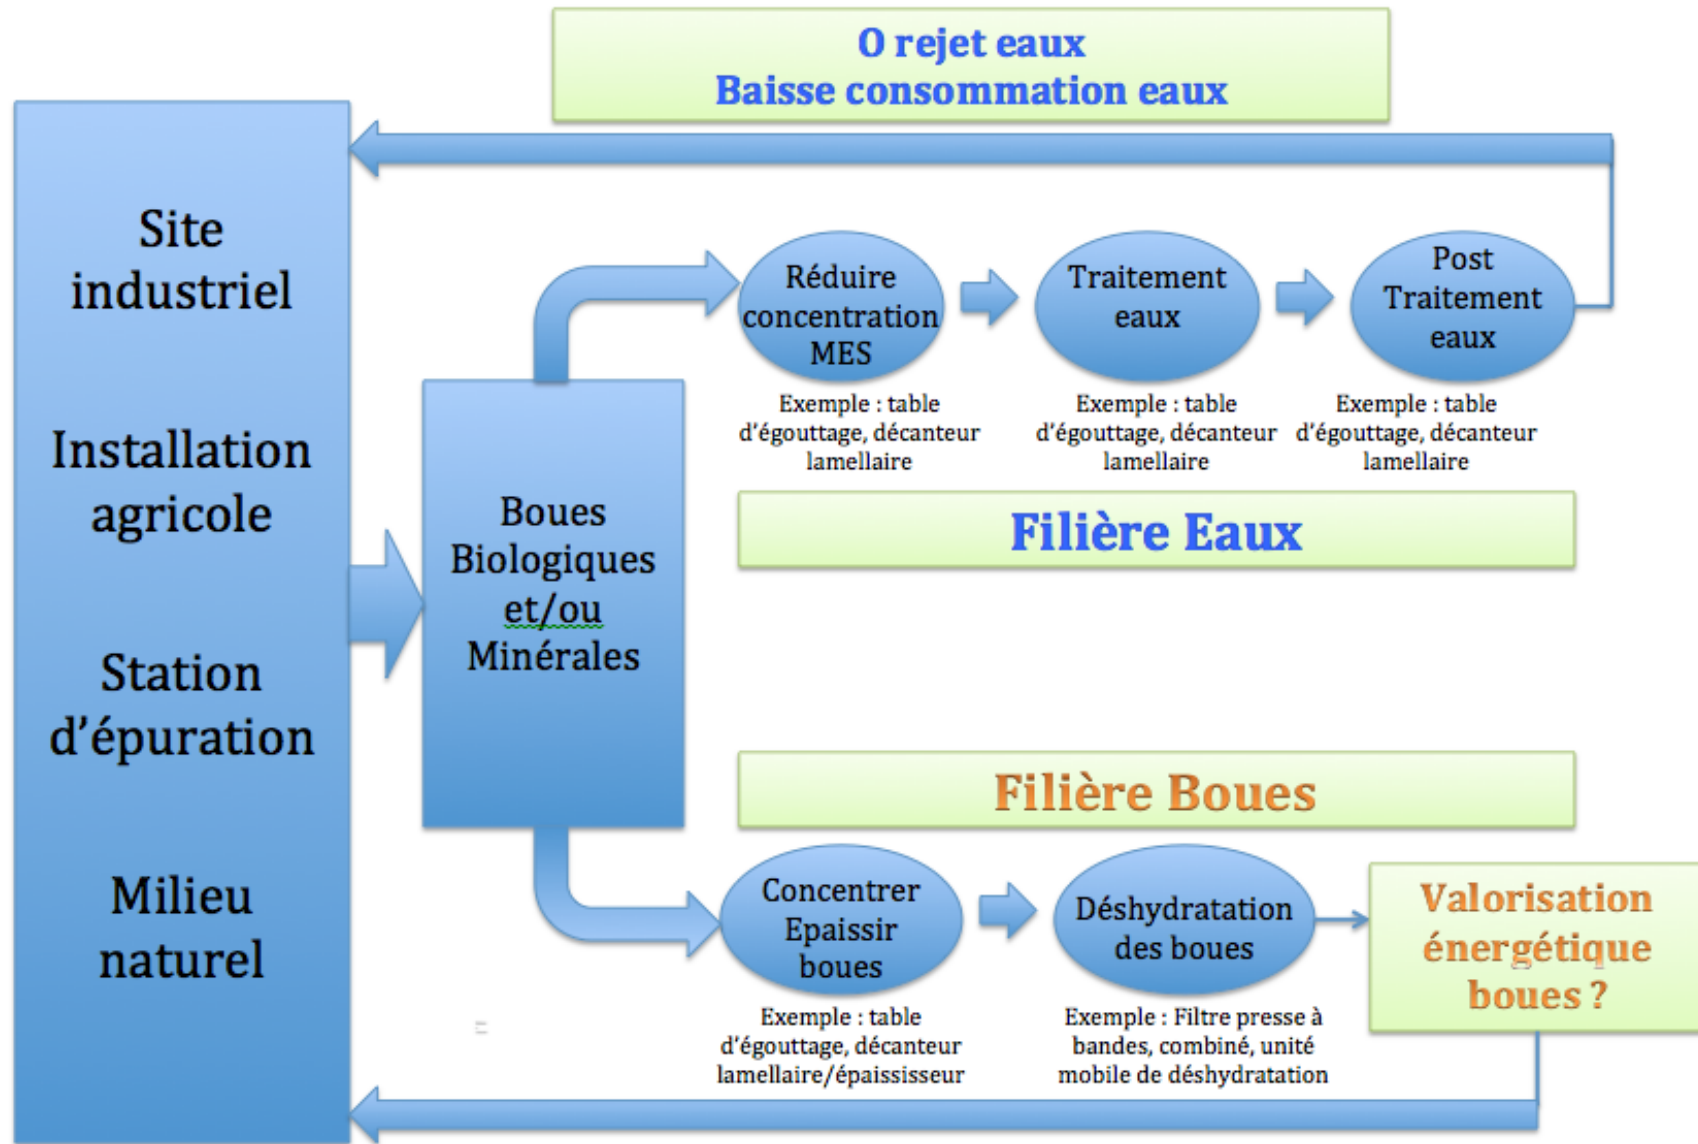 O rejet eaux
Baisse consommation eaux
Site
industriel
Installation
agricole
Station
d’épuration
Milieu
naturel
Boues
Biologiques
et/ou
Minérales
Réduire
concentration
MES
Exemple : table
d’égouttage, décanteur
lamellaire
Traitement
eaux
Exemple : table
d’égouttage, décanteur
lamellaire
Post
Traitement
eaux
Exemple : table
d’égouttage, décanteur
lamellaire
Filière Eaux
Filière Boues
Concentrer
Epaissir
boues
Exemple : table
d’égouttage, décanteur
lamellaire/épaississeur
Déshydratation
des boues
Exemple : Filtre presse à
bandes, combiné, unité
mobile de déshydratation
Valorisation
énergétique
boues ?